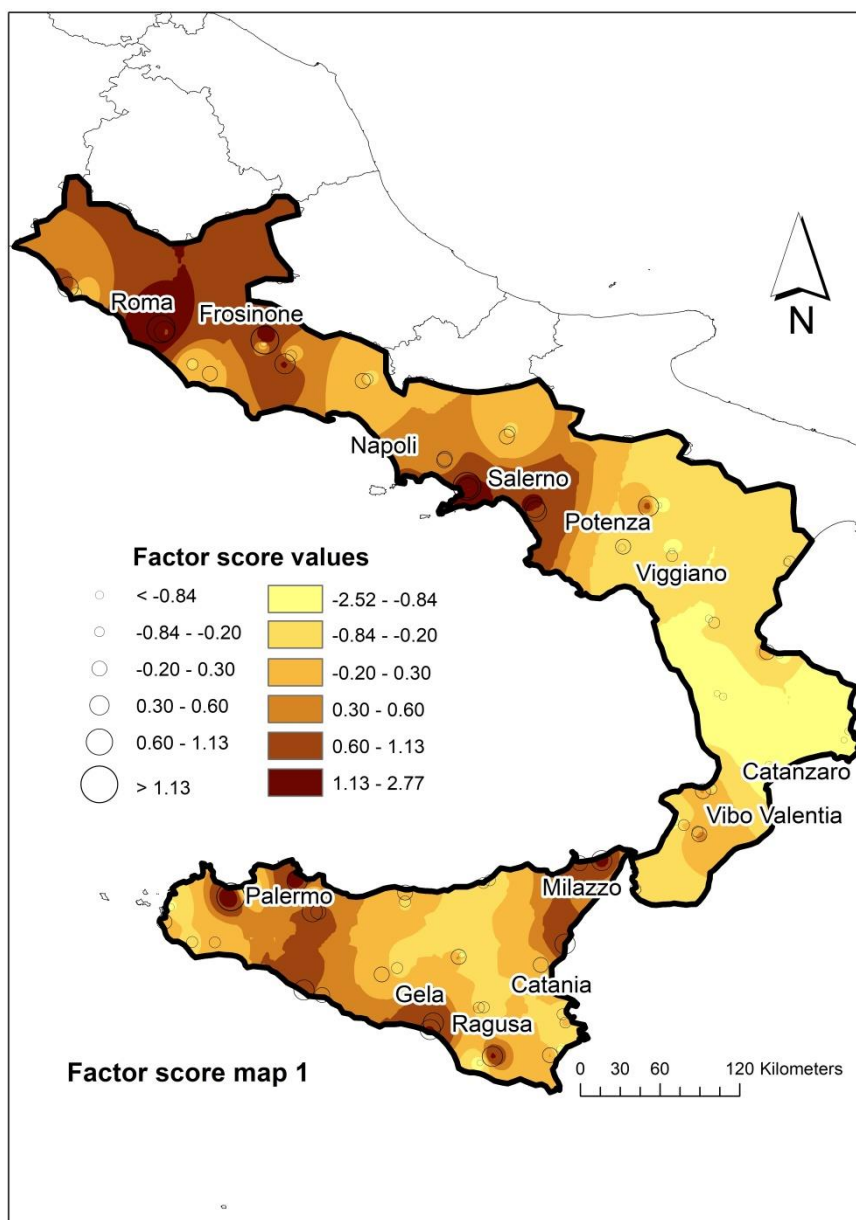 Roma
Frosinone
N
Napoli
Salerno
Potenza
Viggiano
Factor score values
< -0.84
-0.84 - -0.20
-0.20 - 0.30
0.30 - 0.60
0.60 - 1.13
> 1.13
-2.52 - -0.84
-0.84 - -0.20
-0.20 - 0.30
0.30 - 0.60
0.60 - 1.13
1.13 - 2.77
Catanzaro
Vibo Valentia
Milazzo
Palermo
Catania
Gela
Ragusa
Factor score map 1
0 30 60 120 Kilometers